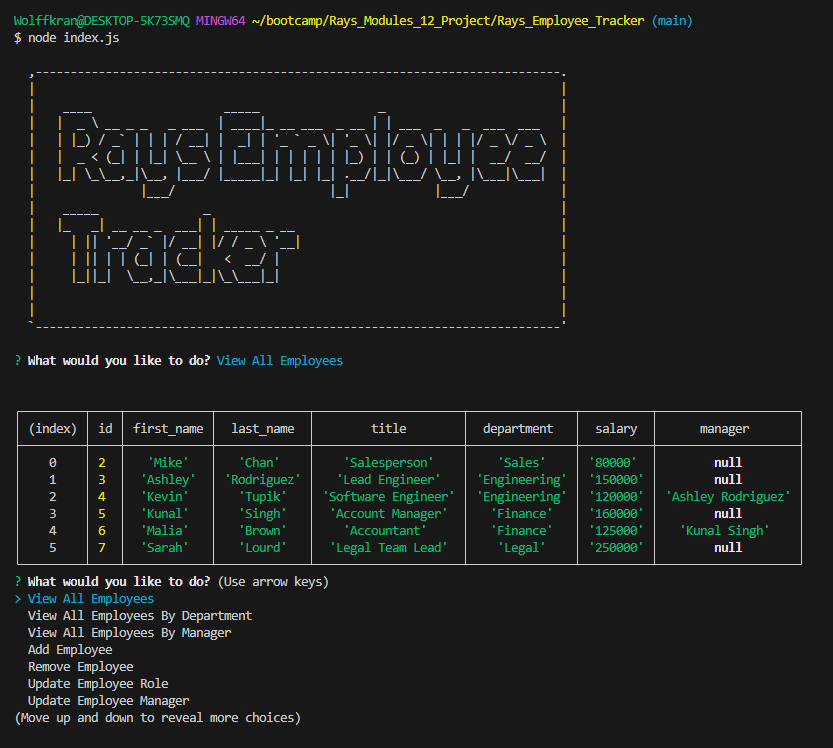 Wolffkran@DESKTOP-5K73SMQ MINGW64 ~/bootcamp/Rays_Modules_12_Project/Rays_Employee_Tracker (main)
$ node index.js
Rays Employee
Tracker
? What would you like to do? View All Employees
(index) id first_name last_name title department salary manager
0 2 'Mike' 'Chan' 'Salesperson' 'Sales' '80000' null
1 3 'Ashley' 'Rodriguez' 'Lead Engineer' 'Engineering' '150000' null
2 4 'Kevin' 'Tupik' 'Software Engineer' 'Engineering' '120000' 'Ashley Rodriguez'
3 5 'Kunal' 'Singh' 'Account Manager' 'Finance' '160000' null
4 6 'Malia' 'Brown' 'Accountant' 'Finance' '125000' 'Kunal Singh'
5 7 'Sarah' 'Lourd' 'Legal Team Lead' 'Legal' '250000' null
? What would you like to do? (Use arrow keys)
> View All Employees
View All Employees By Department
View All Employees By Manager
Add Employee
Remove Employee
Update Employee Role
Update Employee Manager
(Move up and down to reveal more choices)